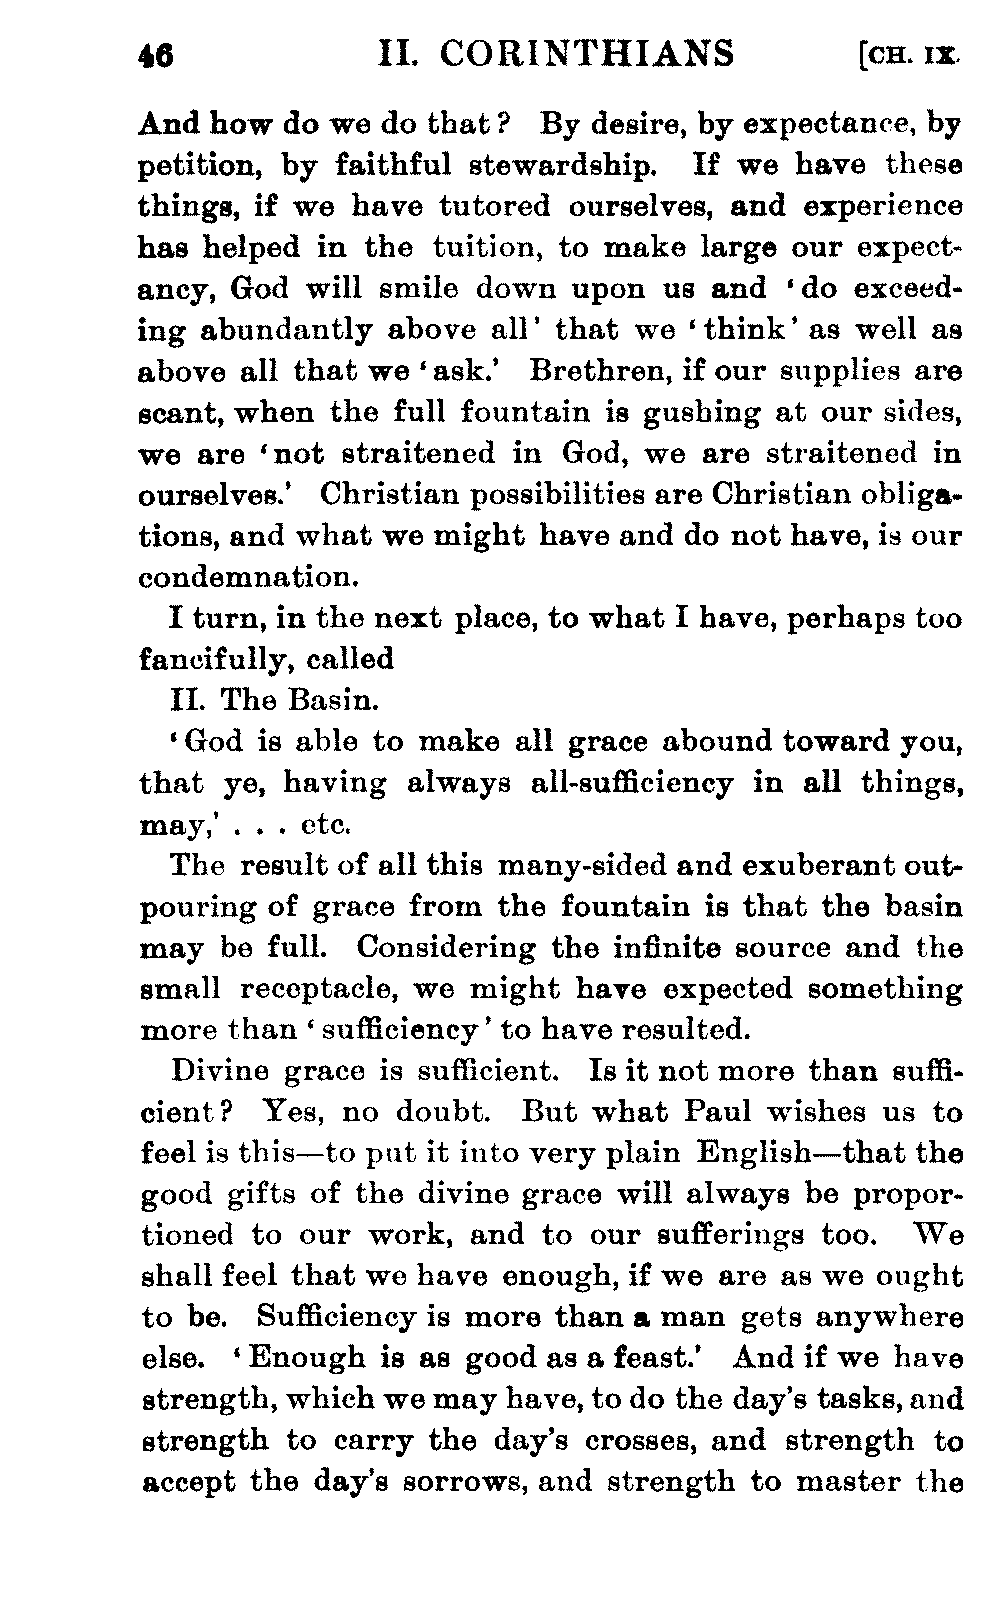 46 II. CORINTHIANS [CH. IX.
And how do we do that? By desire, by expectance, by
petition, by faithful stewardship. If we have these
things, if we have tutored ourselves, and experience
has helped in the tuition, to make large our expect-
ancy, God will smile down upon us and ‘do exceed-
ing abundantly above all’ that we ‘think’ as well as
above all that we ‘ask.’ Brethren, if our supplies are
scant, when the full fountain is gushing at our sides,
we are ‘not straitened in God, we are straitened in
ourselves.’ Christian possibilities are Christian obliga-
tions, and what we might have and do not have, is our
condemnation.
I turn, in the next place, to what I have, perhaps too
fancifully, called
II. The Basin.
‘God is able to make all grace abound toward you,
that ye, having always all-sufficiency in all things,
may,’ . . . etc.
The result of all this many-sided and exuberant out-
pouring of grace from the fountain is that the basin
may be full. Considering the infinite source and the
small receptacle, we might have expected something
more than ‘sufficiency’ to have resulted.
Divine grace is sufficient. Is it not more than suffi-
cient? Yes, no doubt. But what Paul wishes us to
feel is this—to put it into very plain English—that the
good gifts of the divine grace will always be propor-
tioned to our work, and to our sufferings too. We
shall feel that we have enough, if we are as we ought
to be. Sufficiency is more than a man gets anywhere
else. ‘Enough is as good as a feast.’ And if we have
strength, which we may have, to do the day’s tasks, and
strength to carry the day’s crosses, and strength to
accept the day’s sorrows, and strength to master the